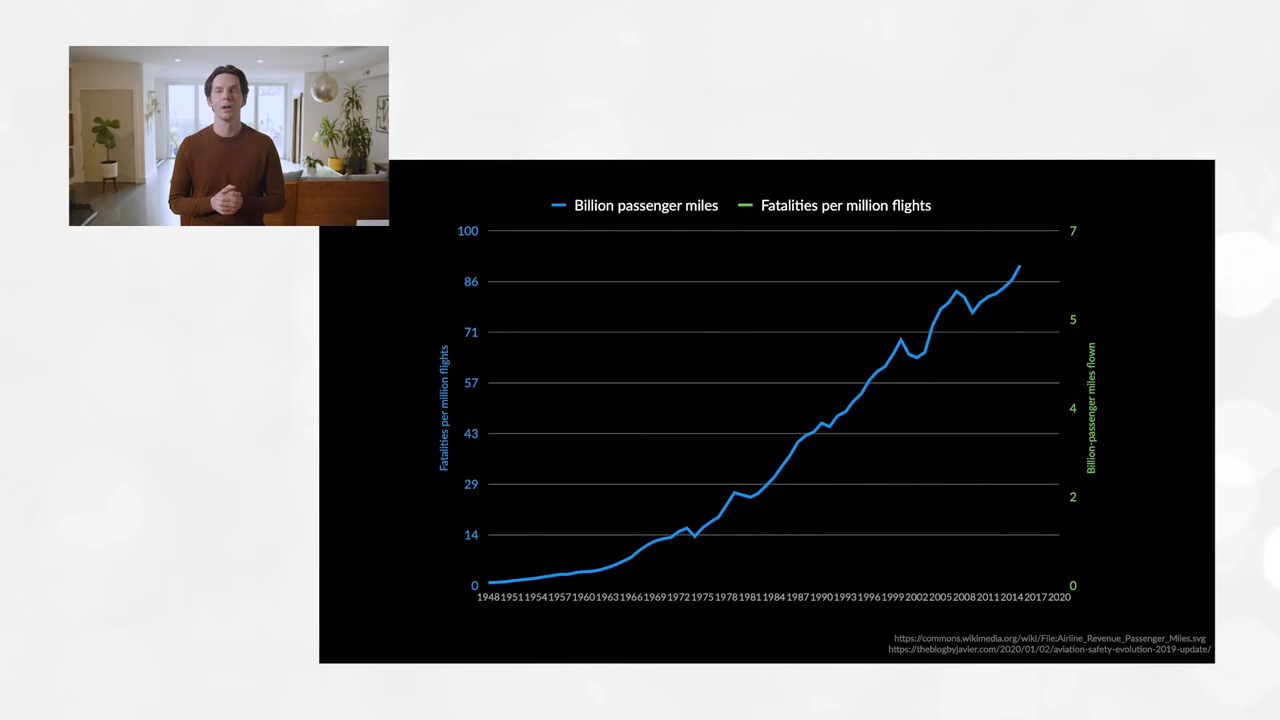 Billion passenger miles Fatalities per million flights
100
86
71
57
43
29
14
0
Fatalities per million flights
7
5
4
2
0
Billion-passenger miles flown
1948 1951 1954 1957 1960 1963 1966 1969 1972 1975 1978 1981 1984 1987 1990 1993 1996 1999 2002 2005 2008 2011 2014 2017 2020
https://commons.wikimedia.org/wiki/File:Airline_Revenue_Passenger_Miles.svg
https://theblogbyjavier.com/2020/01/02/aviation-safety-evolution-2019-update/